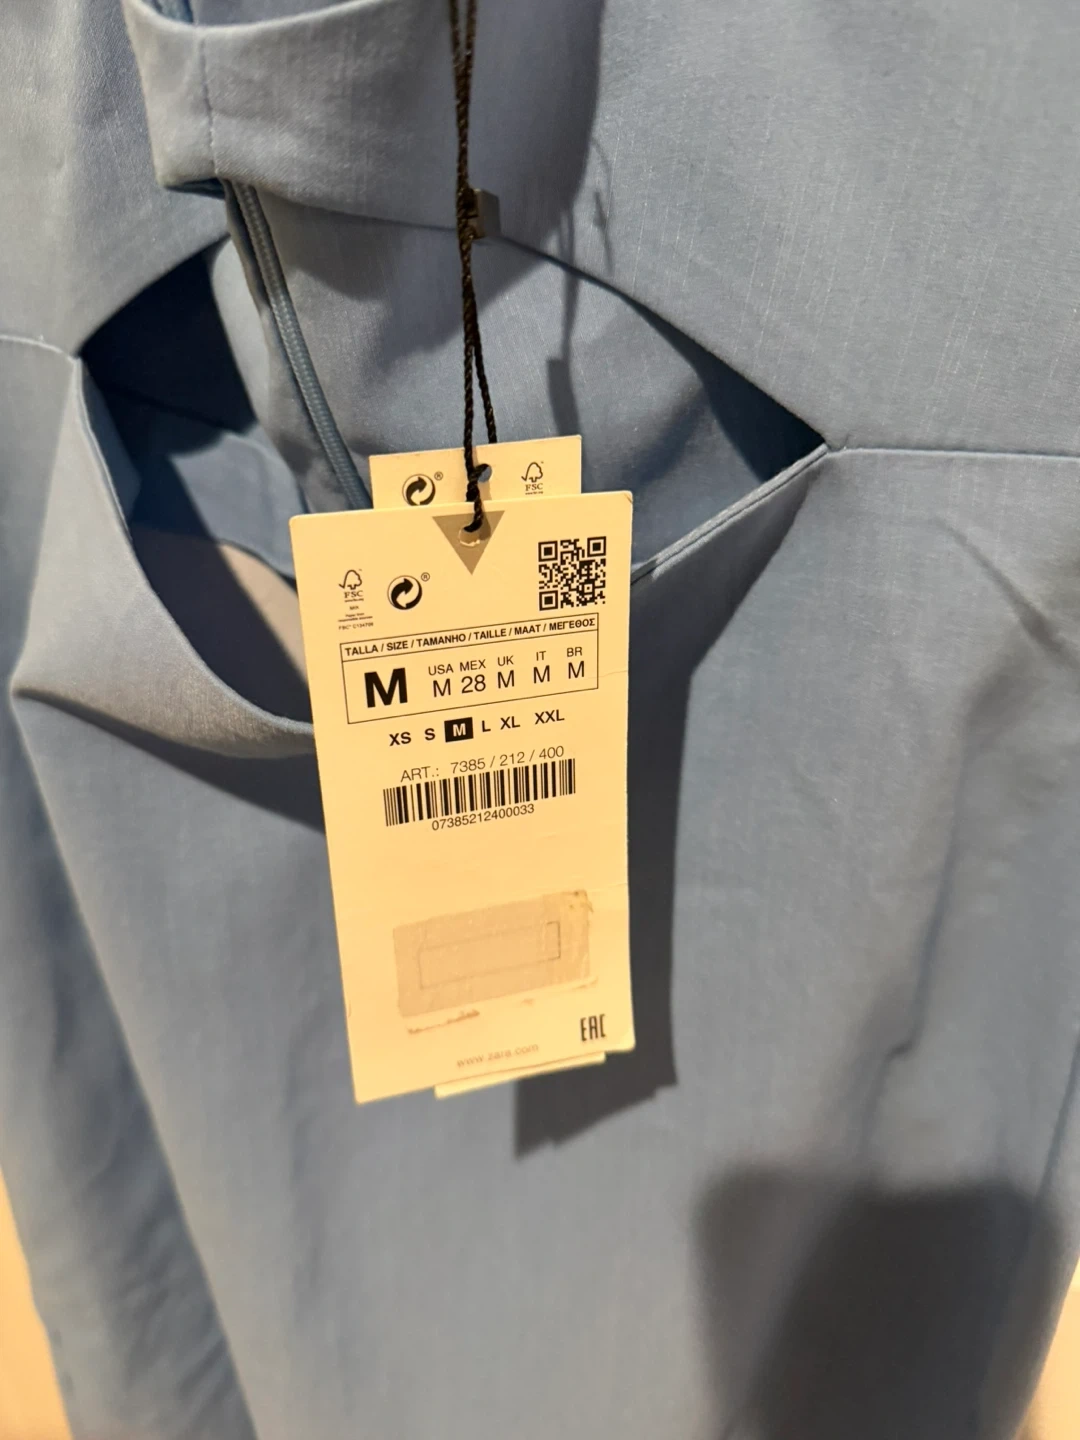 ®
FSC
FSC
®
TALLA / SIZE / TAMANHO / TAILLE / MAAT / ΜΕΓΕΘΟΣ
M
USA MEX UK IT BR
M 28 M M M
XS S M L XL XXL
ART.: 7385 / 212 / 400
07385212400033
EAC
www.zara.com